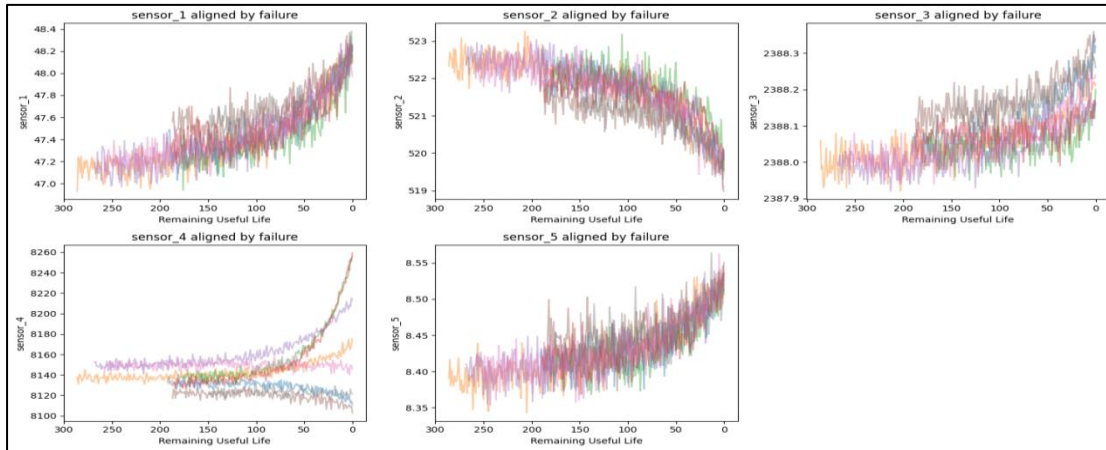 sensor_1 aligned by failure
sensor_1
48.4
48.2
48.0
47.8
47.6
47.4
47.2
47.0
300 250 200 150 100 50 0
Remaining Useful Life
sensor_2 aligned by failure
sensor_2
523
522
521
520
519
300 250 200 150 100 50 0
Remaining Useful Life
sensor_3 aligned by failure
sensor_3
2388.3
2388.2
2388.1
2388.0
2387.9
300 250 200 150 100 50 0
Remaining Useful Life
sensor_4 aligned by failure
sensor_4
8260
8240
8220
8200
8180
8160
8140
8120
8100
300 250 200 150 100 50 0
Remaining Useful Life
sensor_5 aligned by failure
sensor_5
8.55
8.50
8.45
8.40
8.35
300 250 200 150 100 50 0
Remaining Useful Life